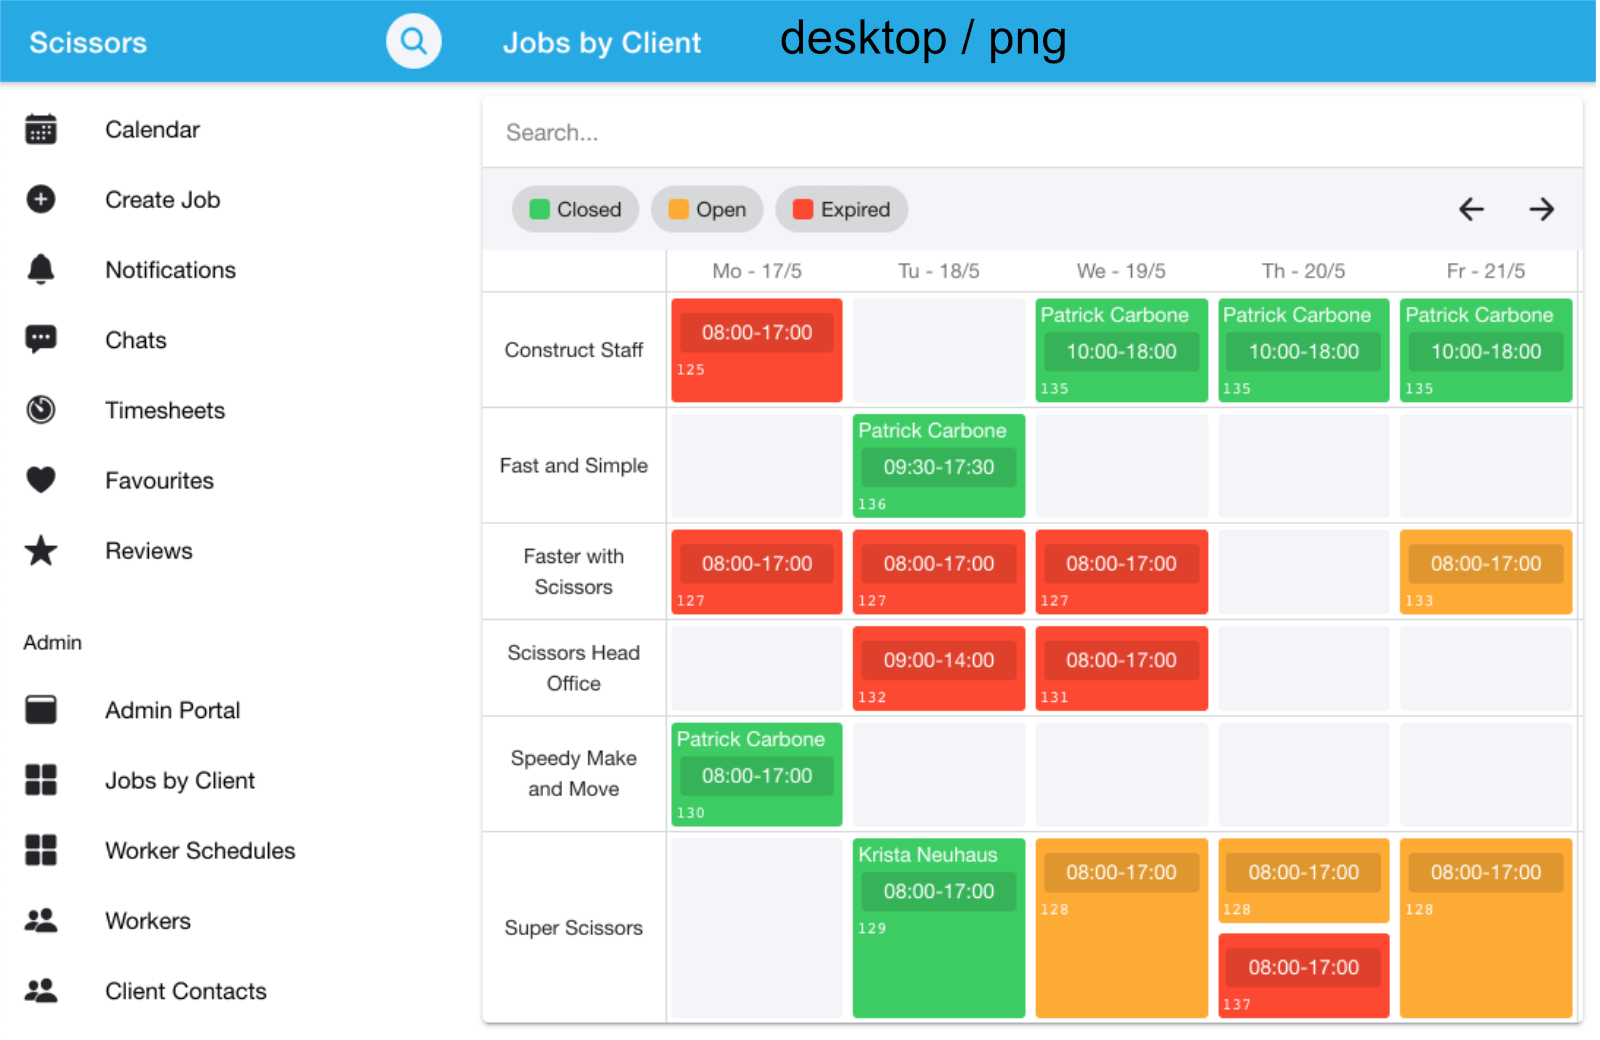 Scissors
Jobs by Client
desktop / png
Calendar
Create Job
Notifications
Chats
Timesheets
Favourites
Reviews
Admin
Admin Portal
Jobs by Client
Worker Schedules
Workers
Client Contacts
Search...
Closed
Open
Expired
Mo - 17/5
Tu - 18/5
We - 19/5
Th - 20/5
Fr - 21/5
Construct Staff
08:00-17:00
125
Patrick Carbone
10:00-18:00
135
Patrick Carbone
10:00-18:00
135
Patrick Carbone
10:00-18:00
135
Fast and Simple
Patrick Carbone
09:30-17:30
136
Faster with
Scissors
08:00-17:00
127
08:00-17:00
127
08:00-17:00
127
08:00-17:00
133
Scissors Head
Office
09:00-14:00
132
08:00-17:00
131
Speedy Make
and Move
Patrick Carbone
08:00-17:00
130
Super Scissors
Krista Neuhaus
08:00-17:00
129
08:00-17:00
128
08:00-17:00
128
08:00-17:00
137
08:00-17:00
128